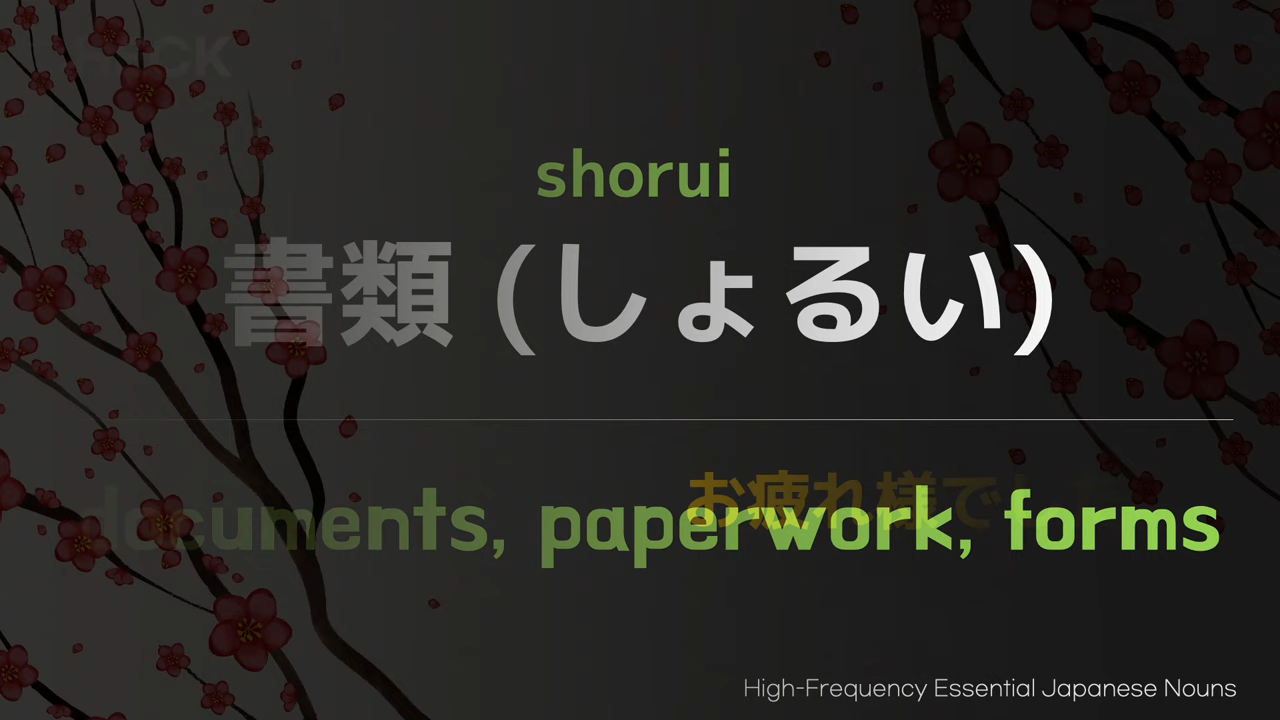 shorui
書類 (しょるい)
お疲れ様でした
documents, paperwork, forms
High-Frequency Essential Japanese Nouns